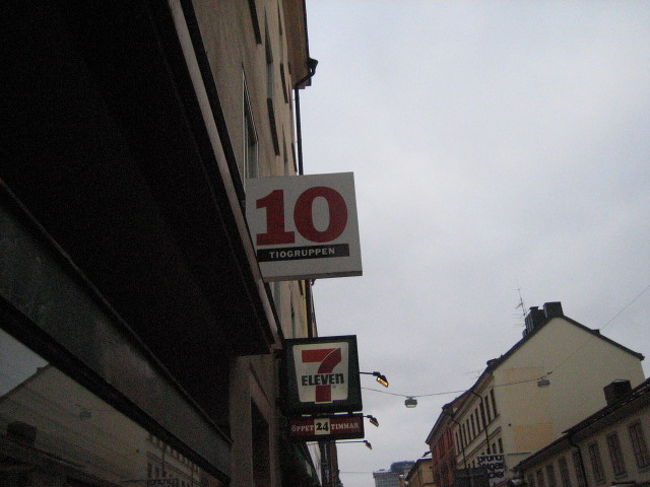 10
TIOGRUPPEN
7
ELEVEN
ÖPPET 24 TIMMAR